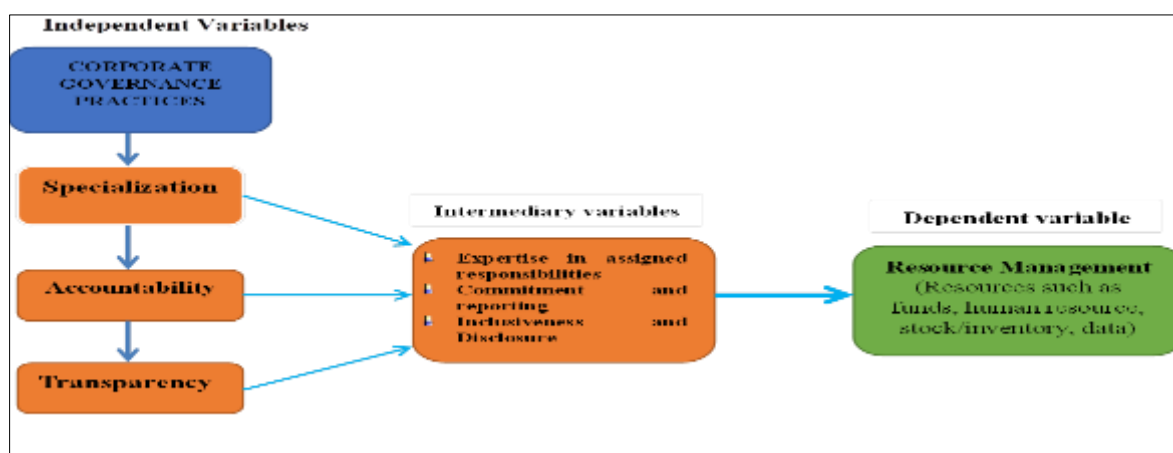 Independent Variables
CORPORATE
GOVERNANCE
PRACTICES
Specialization
Accountability
Transparency
Intermediary variables
Expertise in assigned
responsibilities
Commitment and
reporting
Inclusiveness and
Disclosure
Dependent variable
Resource Management
(Resources such as
funds, human resource,
stock/inventory, data)